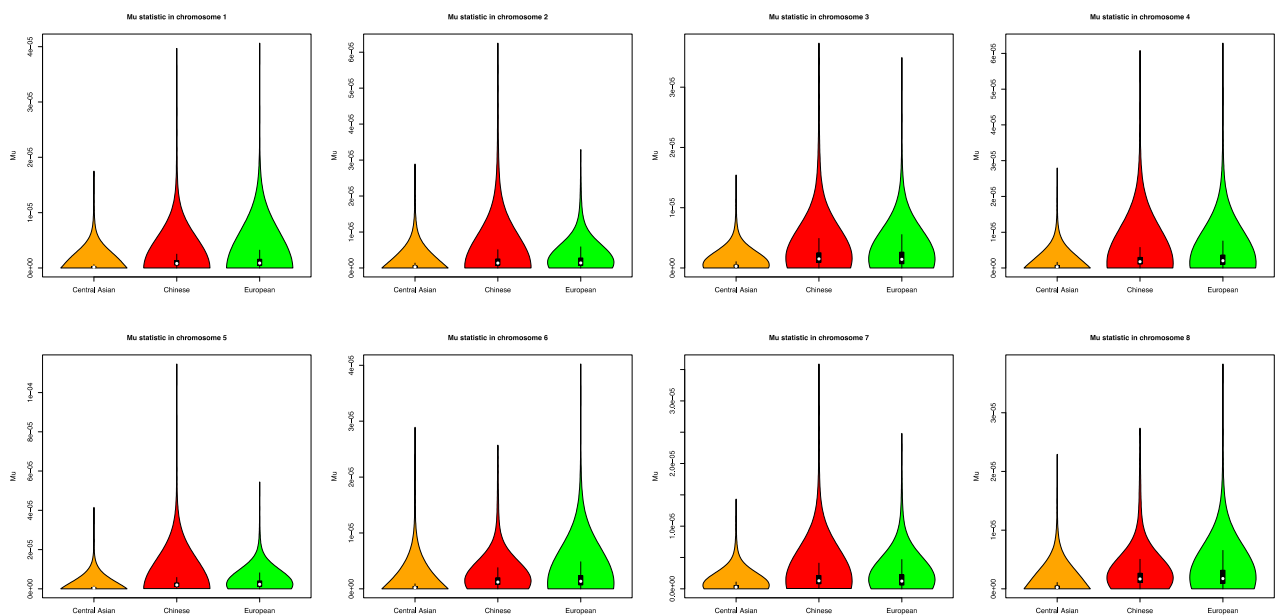 Mu statistic in chromosome 1
Mu
0e+00
1e−05
2e−05
3e−05
4e−05
Central Asian
Chinese
European
Mu statistic in chromosome 2
Mu
0e+00
1e−05
2e−05
3e−05
4e−05
5e−05
6e−05
Central Asian
Chinese
European
Mu statistic in chromosome 3
Mu
0e+00
1e−05
2e−05
3e−05
Central Asian
Chinese
European
Mu statistic in chromosome 4
Mu
0e+00
1e−05
2e−05
3e−05
4e−05
5e−05
6e−05
Central Asian
Chinese
European
Mu statistic in chromosome 5
Mu
0e+00
2e−05
4e−05
6e−05
8e−05
1e−04
Central Asian
Chinese
European
Mu statistic in chromosome 6
Mu
0e+00
1e−05
2e−05
3e−05
4e−05
Central Asian
Chinese
European
Mu statistic in chromosome 7
Mu
0.0e+00
1.0e−05
2.0e−05
3.0e−05
Central Asian
Chinese
European
Mu statistic in chromosome 8
Mu
0e+00
1e−05
2e−05
3e−05
Central Asian
Chinese
European